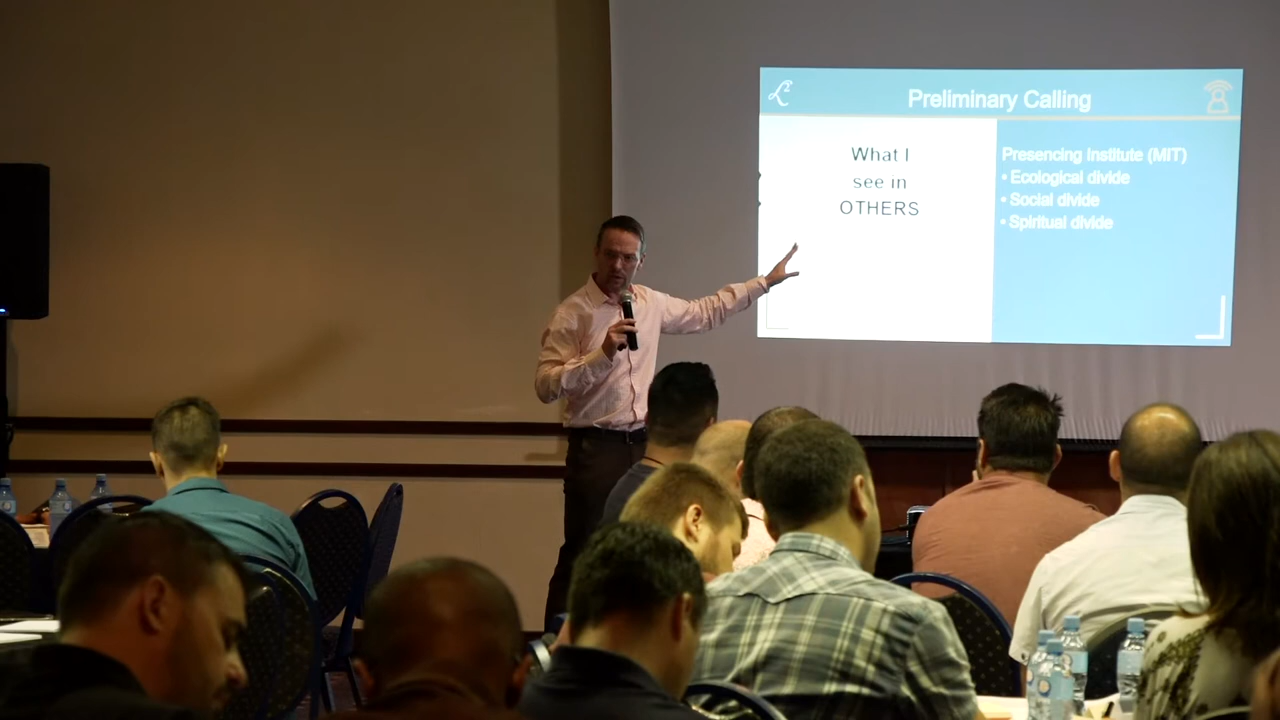 Preliminary Calling
What I
see in
OTHERS
Presencing Institute (MIT)
• Ecological divide
• Social divide
• Spiritual divide